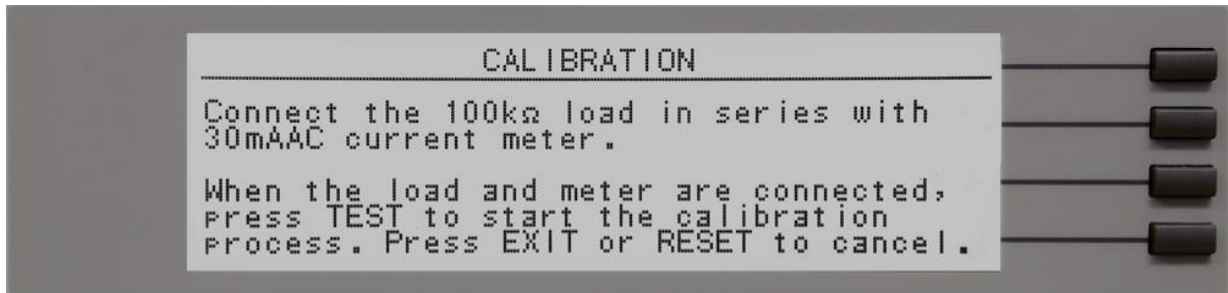 CALIBRATION
Connect the 100kΩ load in series with
30mAAC current meter.
When the load and meter are connected,
press TEST to start the calibration
process. Press EXIT or RESET to cancel.